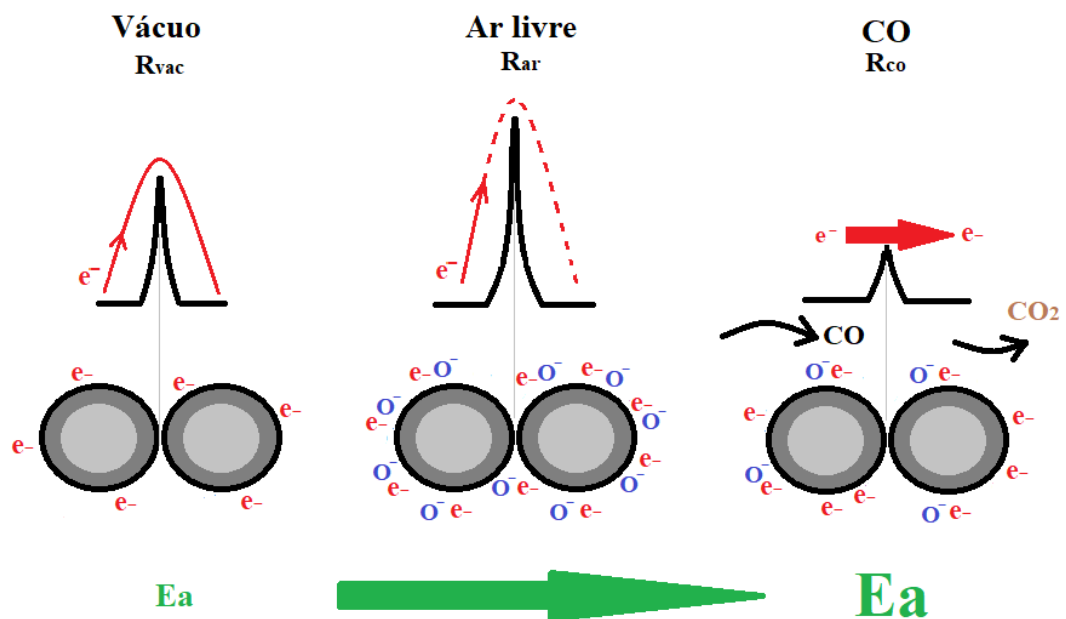 Vácuo
Rvac
e⁻
e–
e–
e–
e–
e–
e–
Ar livre
Rar
e⁻
e– O⁻
e– O⁻
e– O⁻
O⁻
e–
e–
O⁻
O⁻
e–
O⁻ e–
O⁻ e–
O⁻
e–
O⁻ e–
CO
Rco
e⁻ e–
CO
CO2
O⁻ e–
O⁻ e–
e–
e–
O⁻
e–
e–
e–
e–
O⁻ e–
Ea
Ea